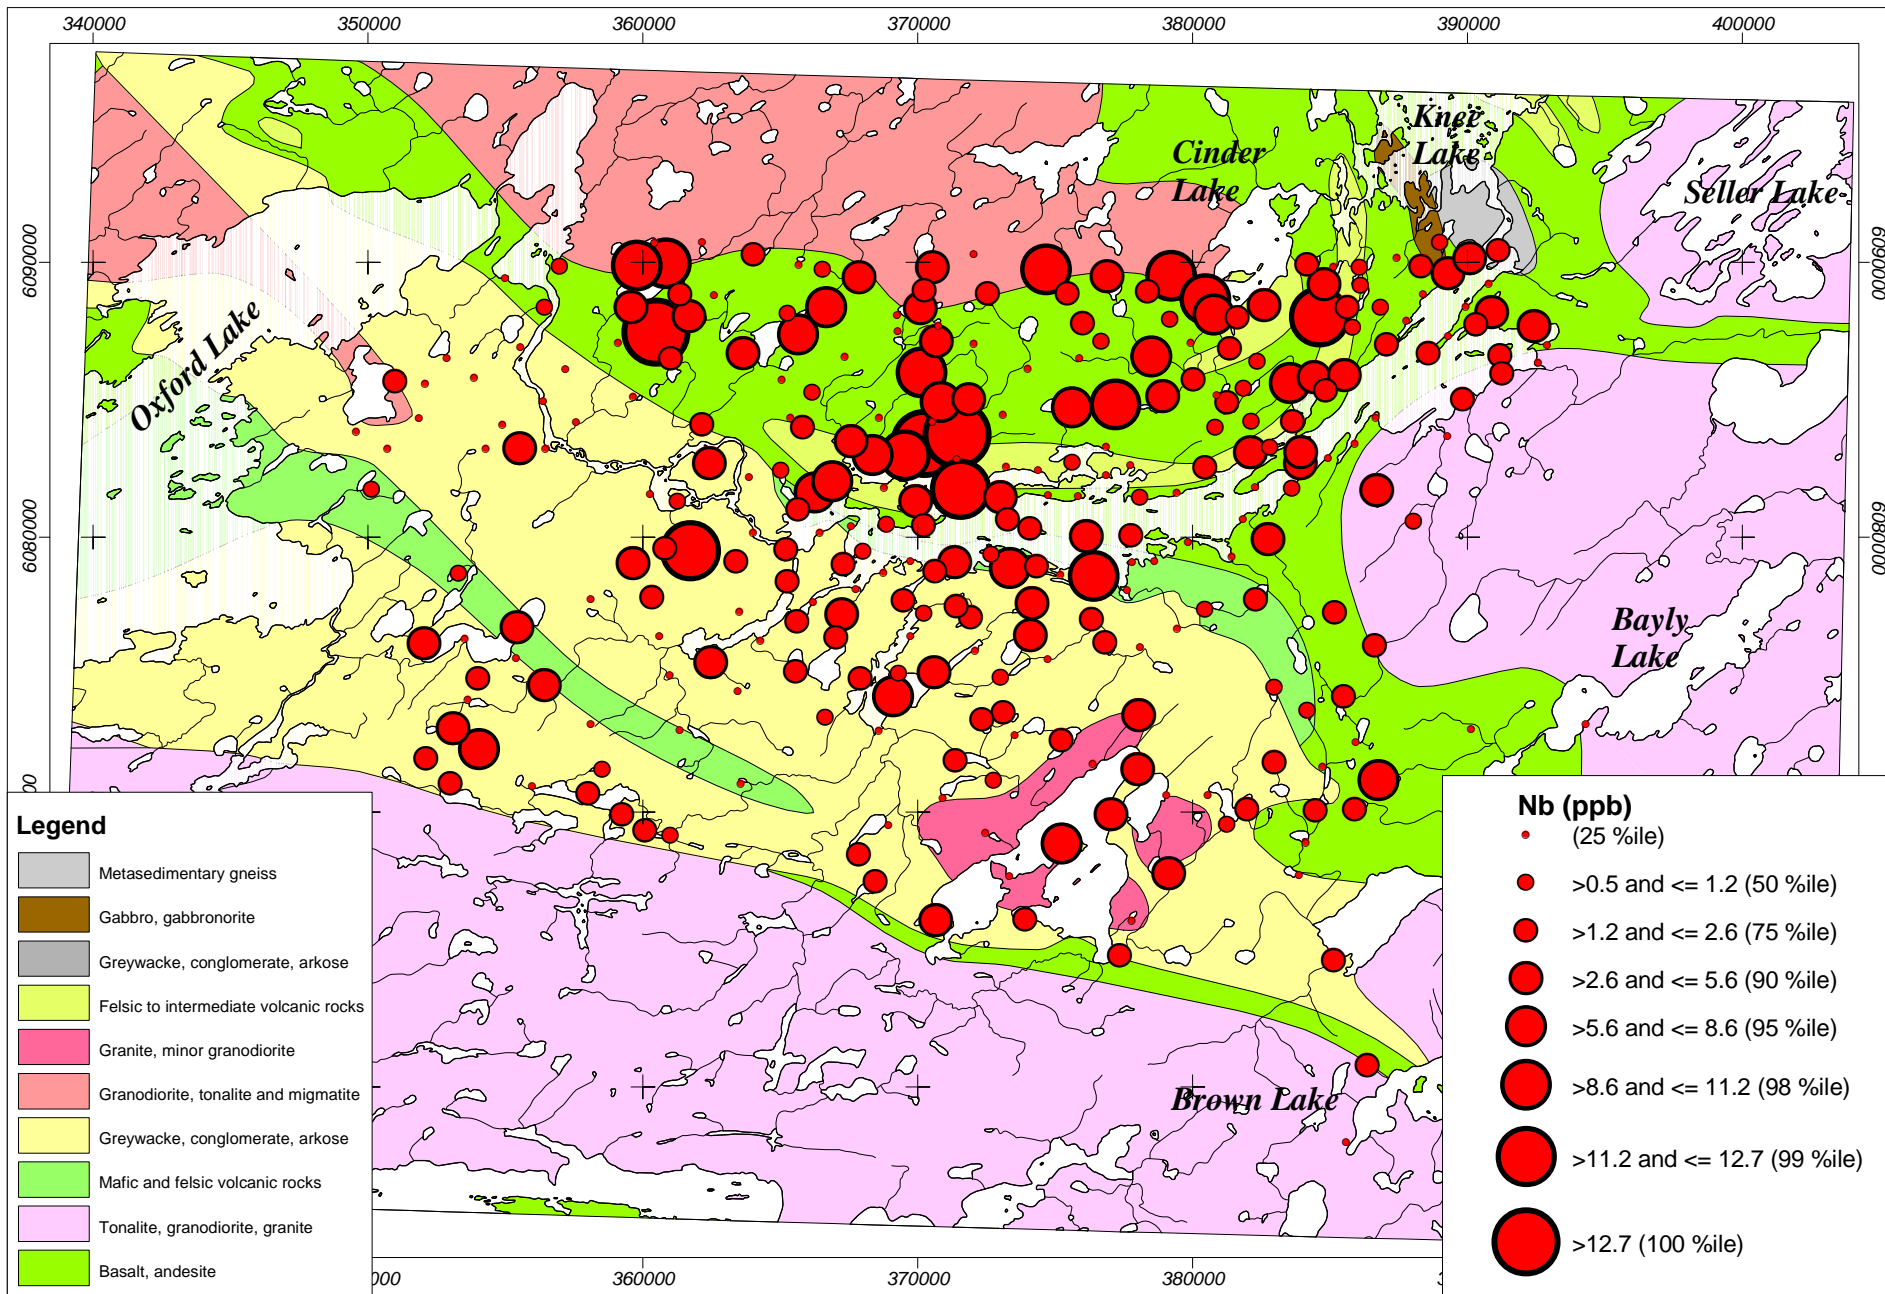 340000
350000
360000
370000
380000
390000
400000
Knee
Lake
Cinder
Lake
Seller Lake
6090000
6090000
Oxford Lake
6080000
6080000
Bayly
Lake
Brown Lake
Legend
Metasedimentary gneiss
Gabbro, gabbronorite
Greywacke, conglomerate, arkose
Felsic to intermediate volcanic rocks
Granite, minor granodiorite
Granodiorite, tonalite and migmatite
Greywacke, conglomerate, arkose
Mafic and felsic volcanic rocks
Tonalite, granodiorite, granite
Basalt, andesite
Nb (ppb)
(25 %ile)
>0.5 and <= 1.2 (50 %ile)
>1.2 and <= 2.6 (75 %ile)
>2.6 and <= 5.6 (90 %ile)
>5.6 and <= 8.6 (95 %ile)
>8.6 and <= 11.2 (98 %ile)
>11.2 and <= 12.7 (99 %ile)
>12.7 (100 %ile)
360000
370000
380000